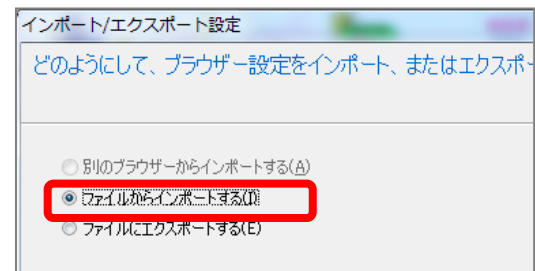 インポート/エクスポート設定
どのようにして、ブラウザー設定をインポート、またはエクスポー
別のブラウザーからインポートする(A)
ファイルからインポートする(I)
ファイルにエクスポートする(E)